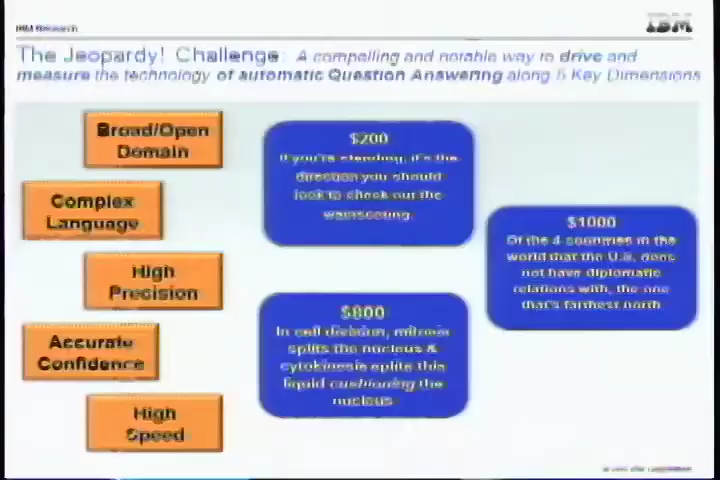 IBM Research
IBM
The Jeopardy! Challenge: A compelling and notable way to drive and
measure the technology of automatic Question Answering along 5 Key Dimensions
Broad/Open
Domain
Complex
Language
High
Precision
Accurate
Confidence
High
Speed
$200
If you're standing, it's the
direction you should
look to check out the
wainscoting.
$800
In cell division, mitosis
splits the nucleus &
cytokinesis splits this
liquid cushioning the
nucleus
$1000
Of the 4 countries in the
world that the U.S. does
not have diplomatic
relations with, the one
that's farthest north